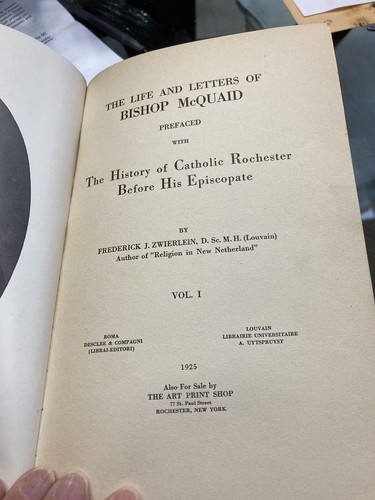 THE LIFE AND LETTERS OF
BISHOP McQUAID
PREFACED
WITH
The History of Catholic Rochester
Before His Episcopate
BY
FREDERICK J. ZWIERLEIN, D. Sc. M. H. (Louvain)
Author of "Religion in New Netherland"
VOL. I
ROMA
DESCLEE & COMPAGNI
(LIBRAI-EDITORI)
LOUVAIN
LIBRAIRIE UNIVERSITAIRE
A. UYTSPRUYST
1925
Also For Sale by
THE ART PRINT SHOP
77 St. Paul Street
ROCHESTER, NEW YORK